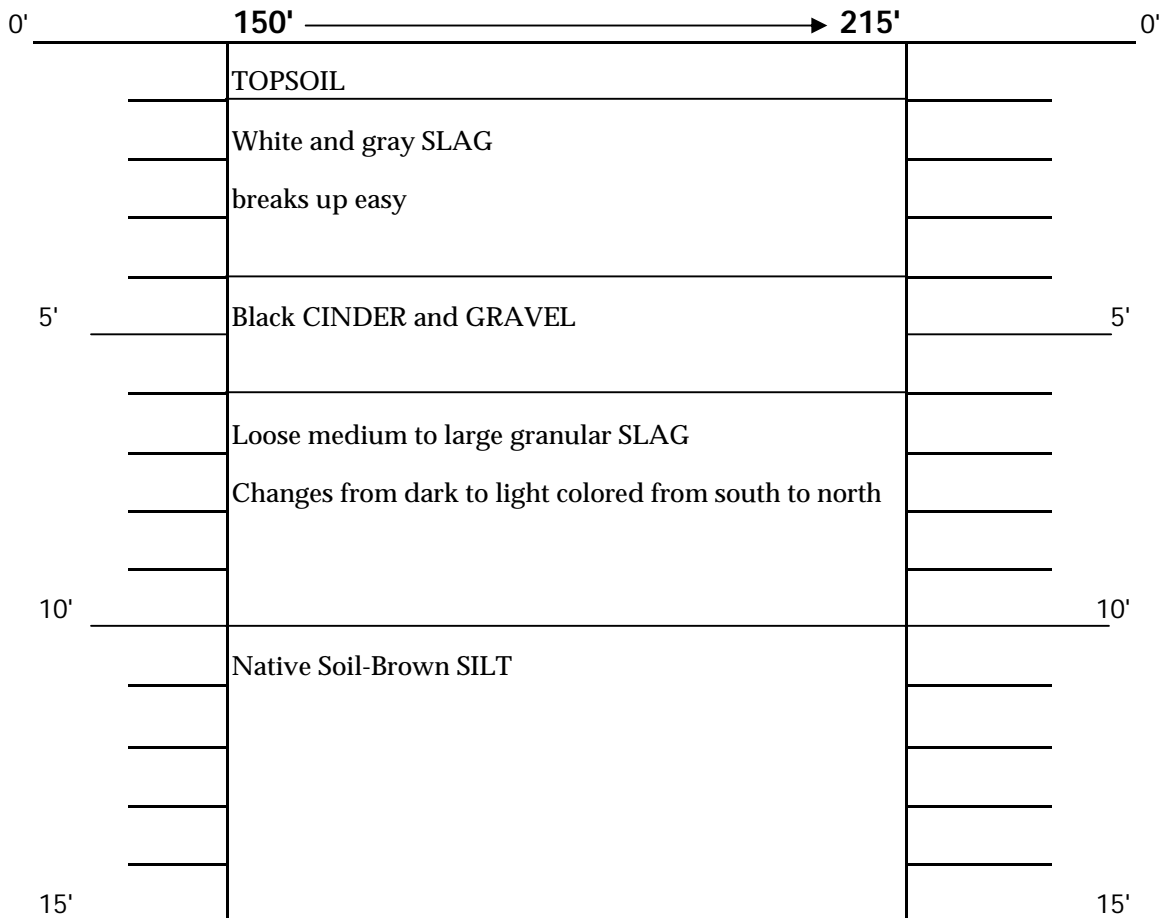 0' 150' 215' 0'
TOPSOIL
White and gray SLAG
breaks up easy
5' Black CINDER and GRAVEL 5'
Loose medium to large granular SLAG
Changes from dark to light colored from south to north
10' 10'
Native Soil-Brown SILT
15' 15'